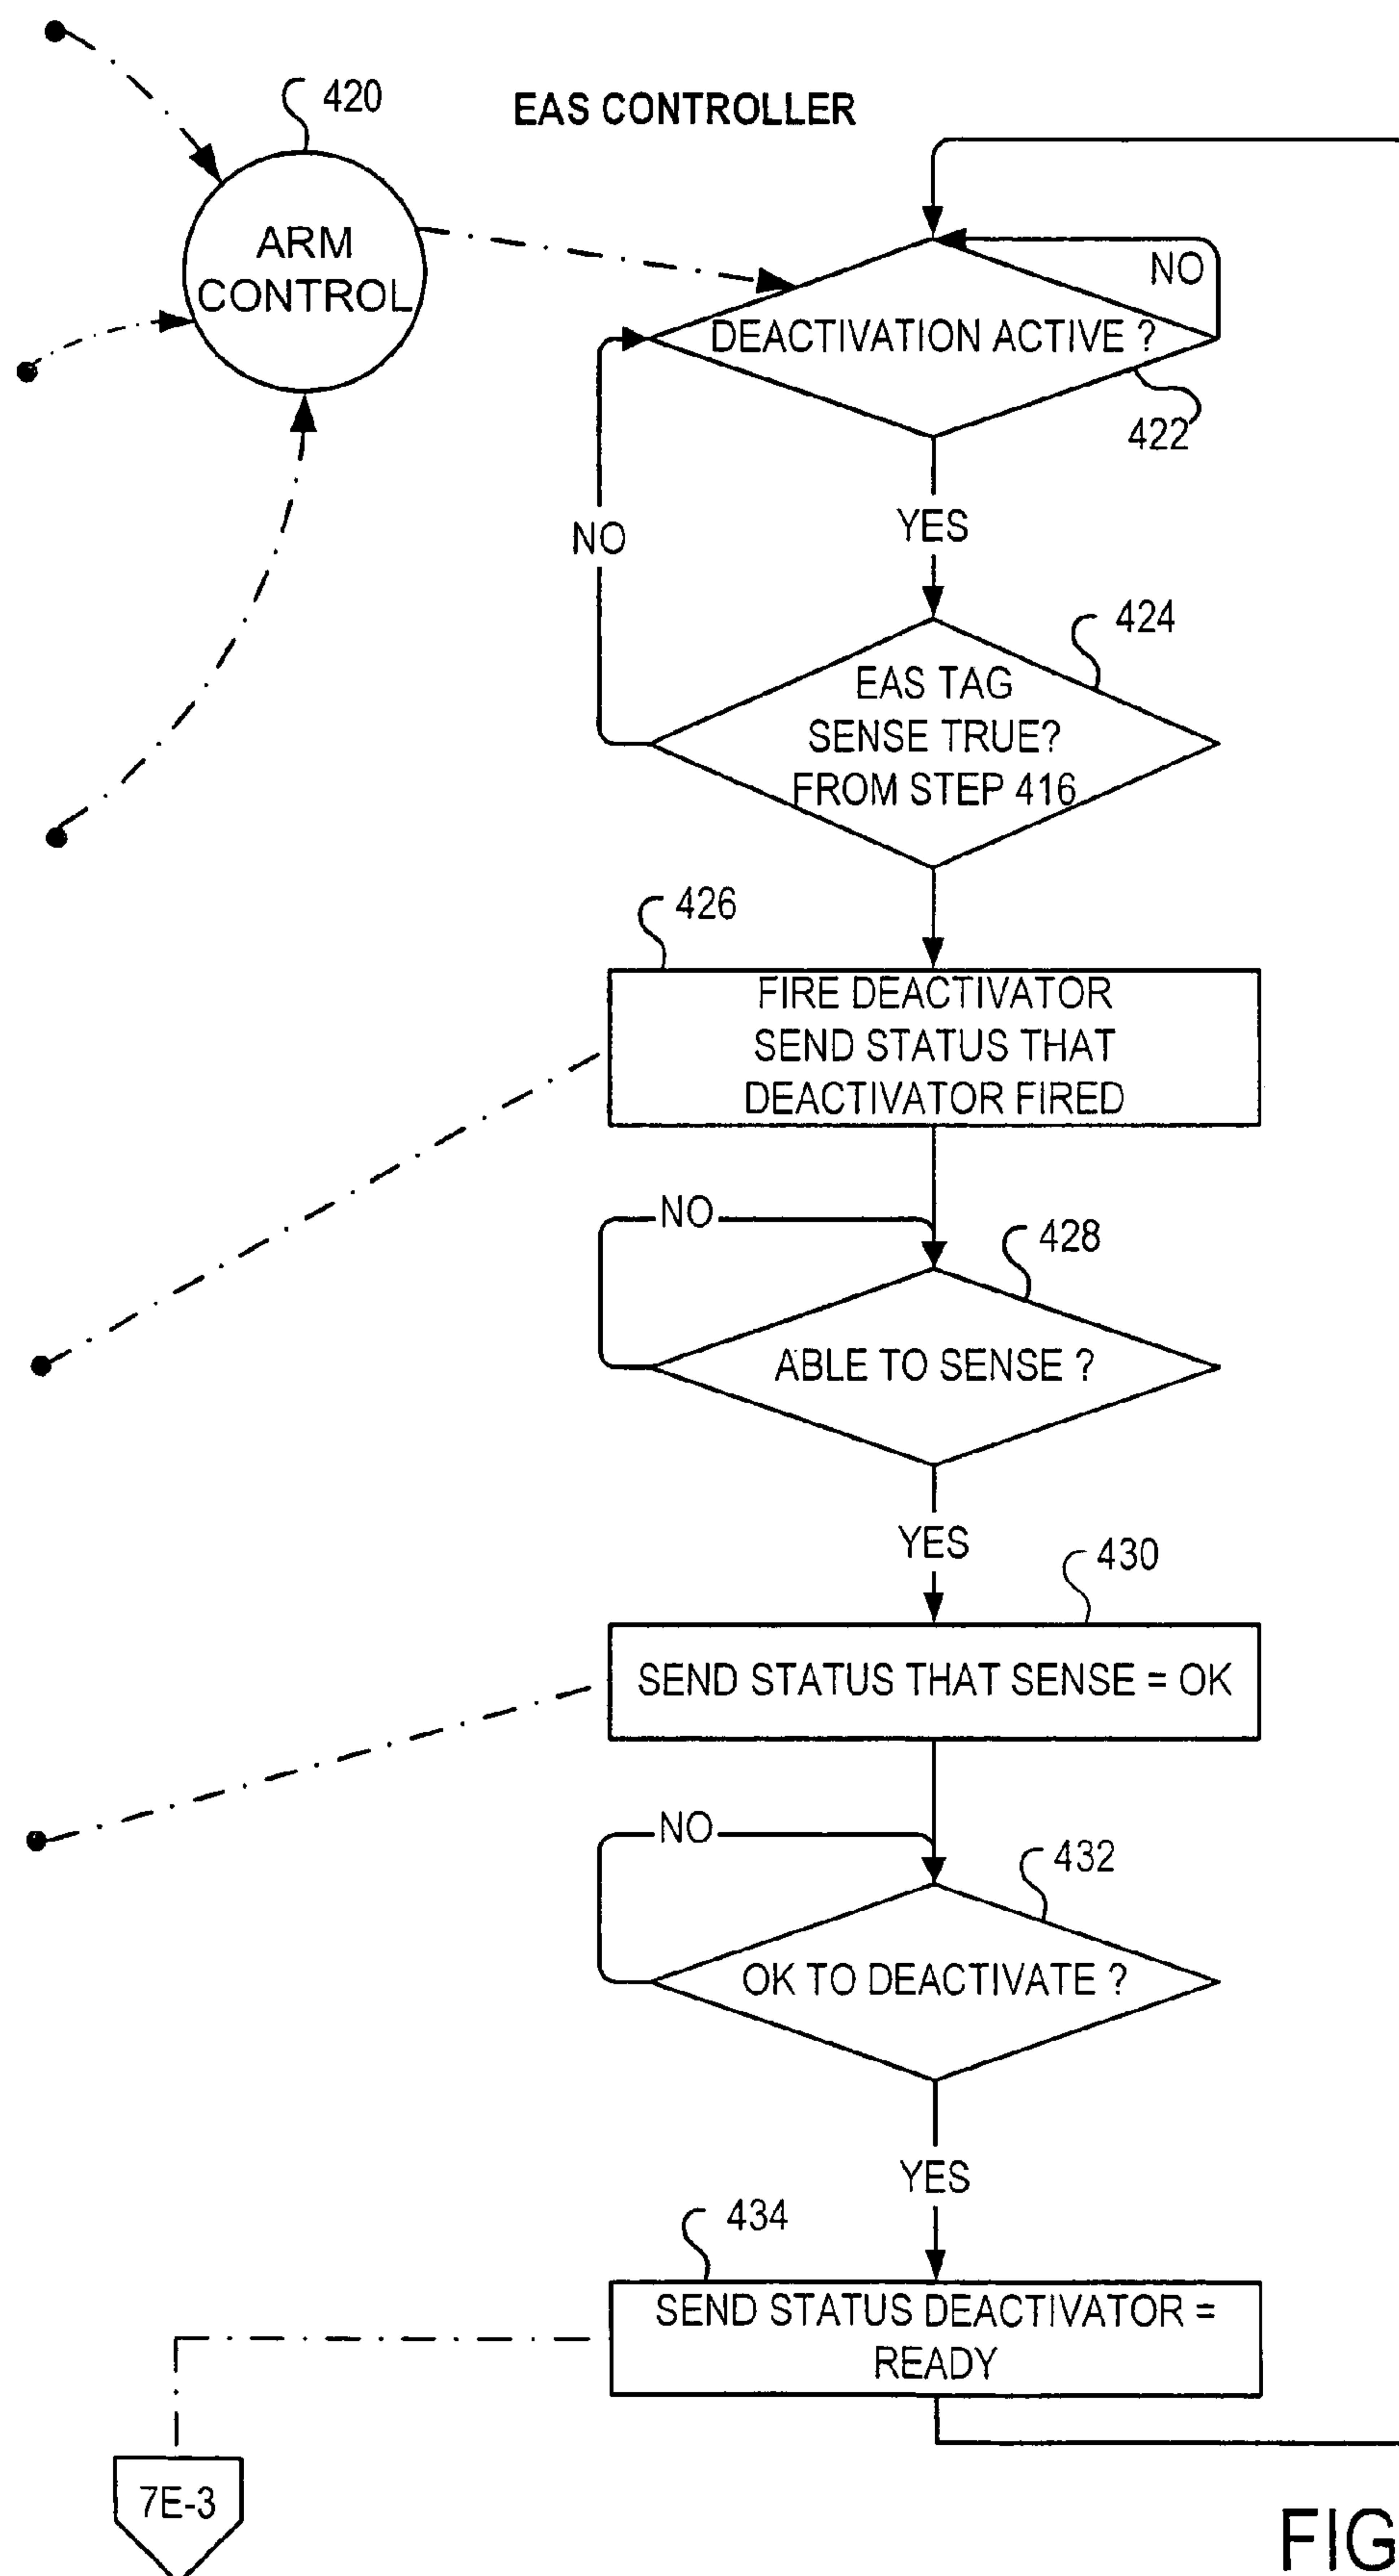 420
EAS CONTROLLER
ARM
CONTROL
NO
DEACTIVATION ACTIVE ?
422
YES
NO
424
EAS TAG
SENSE TRUE?
FROM STEP 416
426
FIRE DEACTIVATOR
SEND STATUS THAT
DEACTIVATOR FIRED
NO
428
ABLE TO SENSE ?
YES
430
SEND STATUS THAT SENSE = OK
NO
432
OK TO DEACTIVATE ?
YES
434
SEND STATUS DEACTIVATOR =
READY
7E-3
FIG